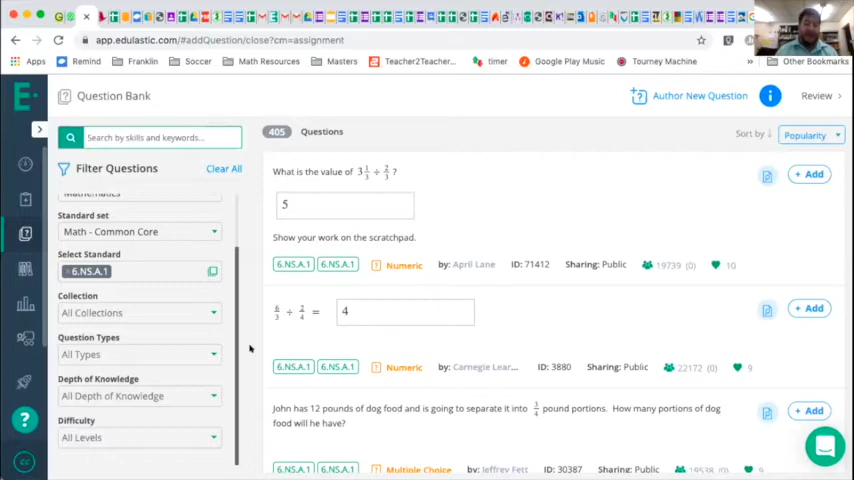 app.edulastic.com/#addQuestion/close?cm=assignment
Apps Remind Franklin Soccer Math Resources Masters Teacher2Teacher... timer Google Play Music Tourney Machine » Other Bookmarks
E
Question Bank
Author New Question
i
Review >
Search by skills and keywords...
405 Questions
Sort by
Popularity
Filter Questions
Clear All
Mathematics
Standard set
Math - Common Core
Select Standard
× 6.NS.A.1
Collection
All Collections
Question Types
All Types
Depth of Knowledge
All Depth of Knowledge
Difficulty
All Levels
?
cc
What is the value of 3 1/3 ÷ 2/3 ?
+ Add
5
Show your work on the scratchpad.
6.NS.A.1 6.NS.A.1 Numeric by: April Lane ID: 71412 Sharing: Public 19739 (0) 10
6/3 ÷ 2/4 = 4
+ Add
6.NS.A.1 6.NS.A.1 Numeric by: Carnegie Lear... ID: 3880 Sharing: Public 22172 (0) 9
John has 12 pounds of dog food and is going to separate it into 3/4 pound portions. How many portions of dog
food will he have?
+ Add
6.NS.A.1 6.NS.A.1 Multiple Choice by: Jeffrey Fett ID: 30387 Sharing: Public 19538 (0) 9